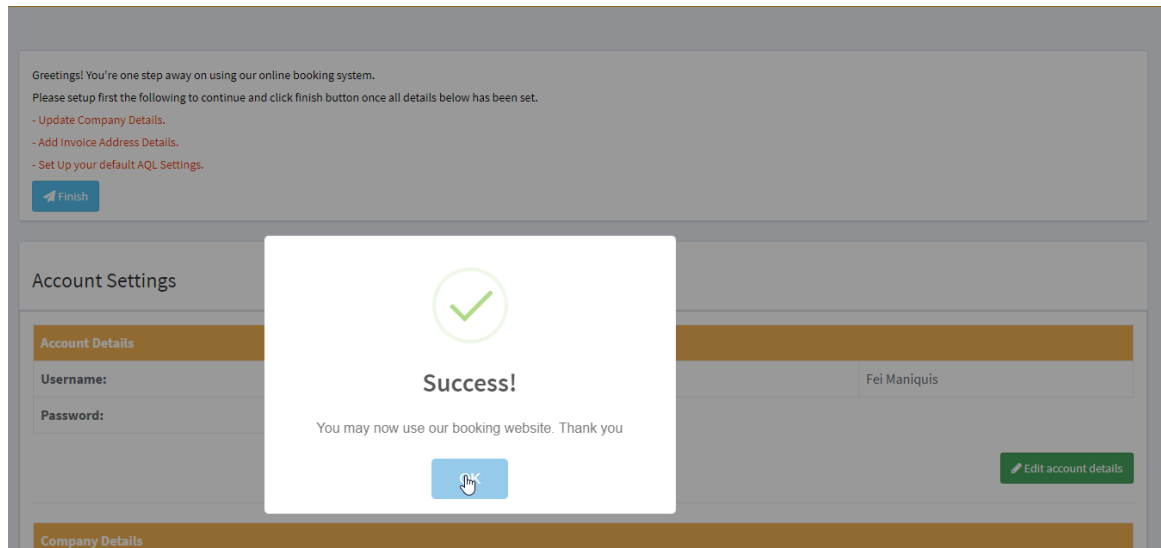 Greetings! You're one step away on using our online booking system.
Please setup first the following to continue and click finish button once all details below has been set.
- Update Company Details.
- Add Invoice Address Details.
- Set Up your default AQL Settings.
Finish
Account Settings
Account Details
Username:
Fei Maniquis
Password:
Success!
You may now use our booking website. Thank you
OK
Edit account details
Company Details